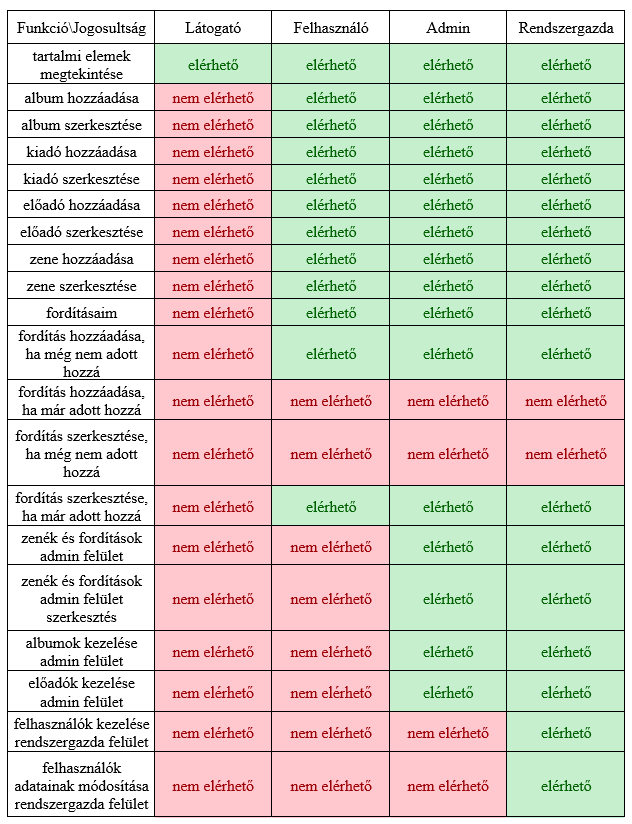 Funkció\Jogosultság Látogató Felhasználó Admin Rendszergazda
tartalmi elemek
megtekintése
elérhető elérhető elérhető elérhető
album hozzáadása nem elérhető elérhető elérhető elérhető
album szerkesztése nem elérhető elérhető elérhető elérhető
kiadó hozzáadása nem elérhető elérhető elérhető elérhető
kiadó szerkesztése nem elérhető elérhető elérhető elérhető
előadó hozzáadása nem elérhető elérhető elérhető elérhető
előadó szerkesztése nem elérhető elérhető elérhető elérhető
zene hozzáadása nem elérhető elérhető elérhető elérhető
zene szerkesztése nem elérhető elérhető elérhető elérhető
fordításaim nem elérhető elérhető elérhető elérhető
fordítás hozzáadása,
ha még nem adott
hozzá
nem elérhető elérhető elérhető elérhető
fordítás hozzáadása,
ha már adott hozzá
nem elérhető nem elérhető nem elérhető nem elérhető
fordítás szerkesztése,
ha még nem adott
hozzá
nem elérhető nem elérhető nem elérhető nem elérhető
fordítás szerkesztése,
ha már adott hozzá
nem elérhető elérhető elérhető elérhető
zenék és fordítások
admin felület
nem elérhető nem elérhető elérhető elérhető
zenék és fordítások
admin felület
szerkesztés
nem elérhető nem elérhető elérhető elérhető
albumok kezelése
admin felület
nem elérhető nem elérhető elérhető elérhető
előadók kezelése
admin felület
nem elérhető nem elérhető elérhető elérhető
felhasználók kezelése
rendszergazda felület
nem elérhető nem elérhető nem elérhető elérhető
felhasználók
adatainak módosítása
rendszergazda felület
nem elérhető nem elérhető nem elérhető elérhető